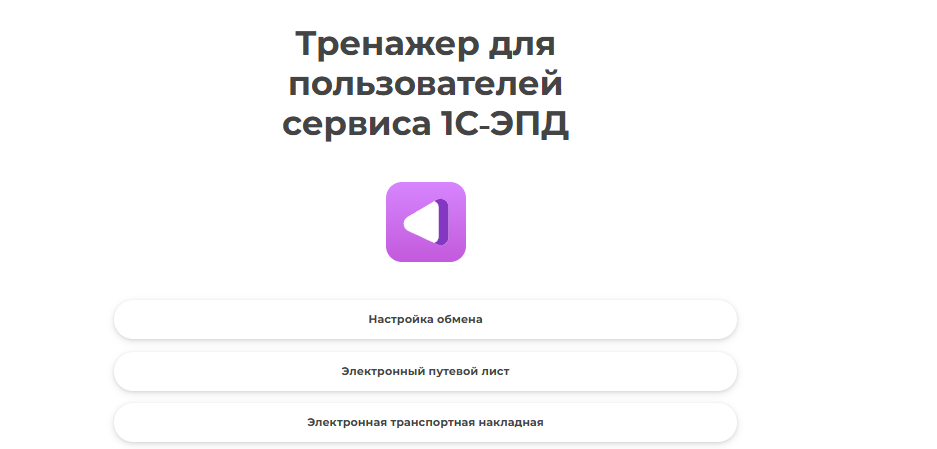 Тренажер для
пользователей
сервиса 1С-ЭПД
Настройка обмена
Электронный путевой лист
Электронная транспортная накладная